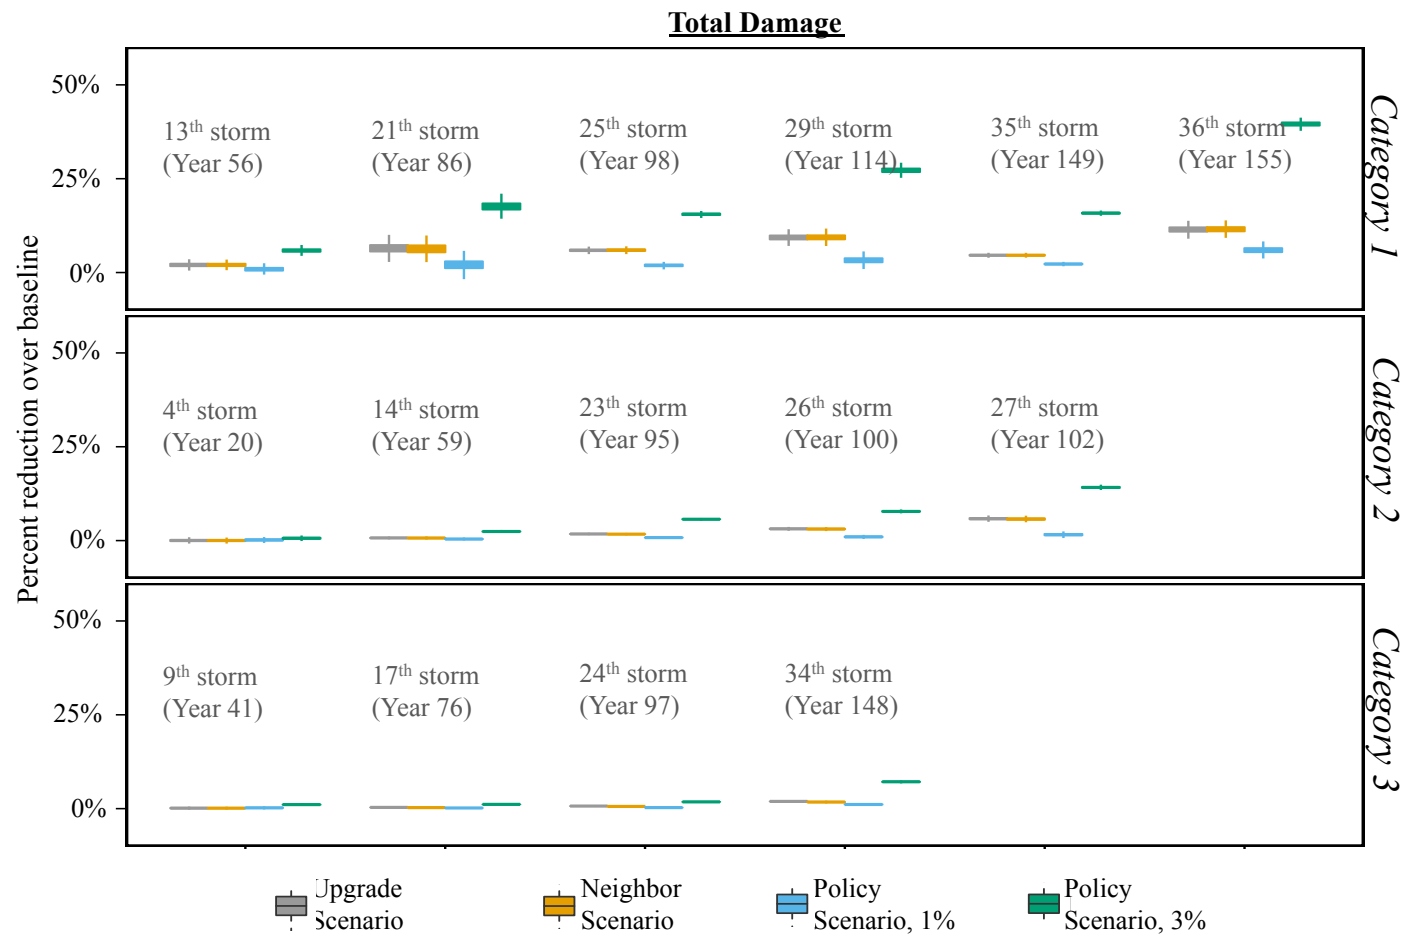 Total Damage
Percent reduction over baseline
50%
25%
0%
13th storm
(Year 56)
21th storm
(Year 86)
25th storm
(Year 98)
29th storm
(Year 114)
35th storm
(Year 149)
36th storm
(Year 155)
Category 1
50%
25%
0%
4th storm
(Year 20)
14th storm
(Year 59)
23th storm
(Year 95)
26th storm
(Year 100)
27th storm
(Year 102)
Category 2
50%
25%
0%
9th storm
(Year 41)
17th storm
(Year 76)
24th storm
(Year 97)
34th storm
(Year 148)
Category 3
Upgrade
Scenario
Neighbor
Scenario
Policy
Scenario, 1%
Policy
Scenario, 3%